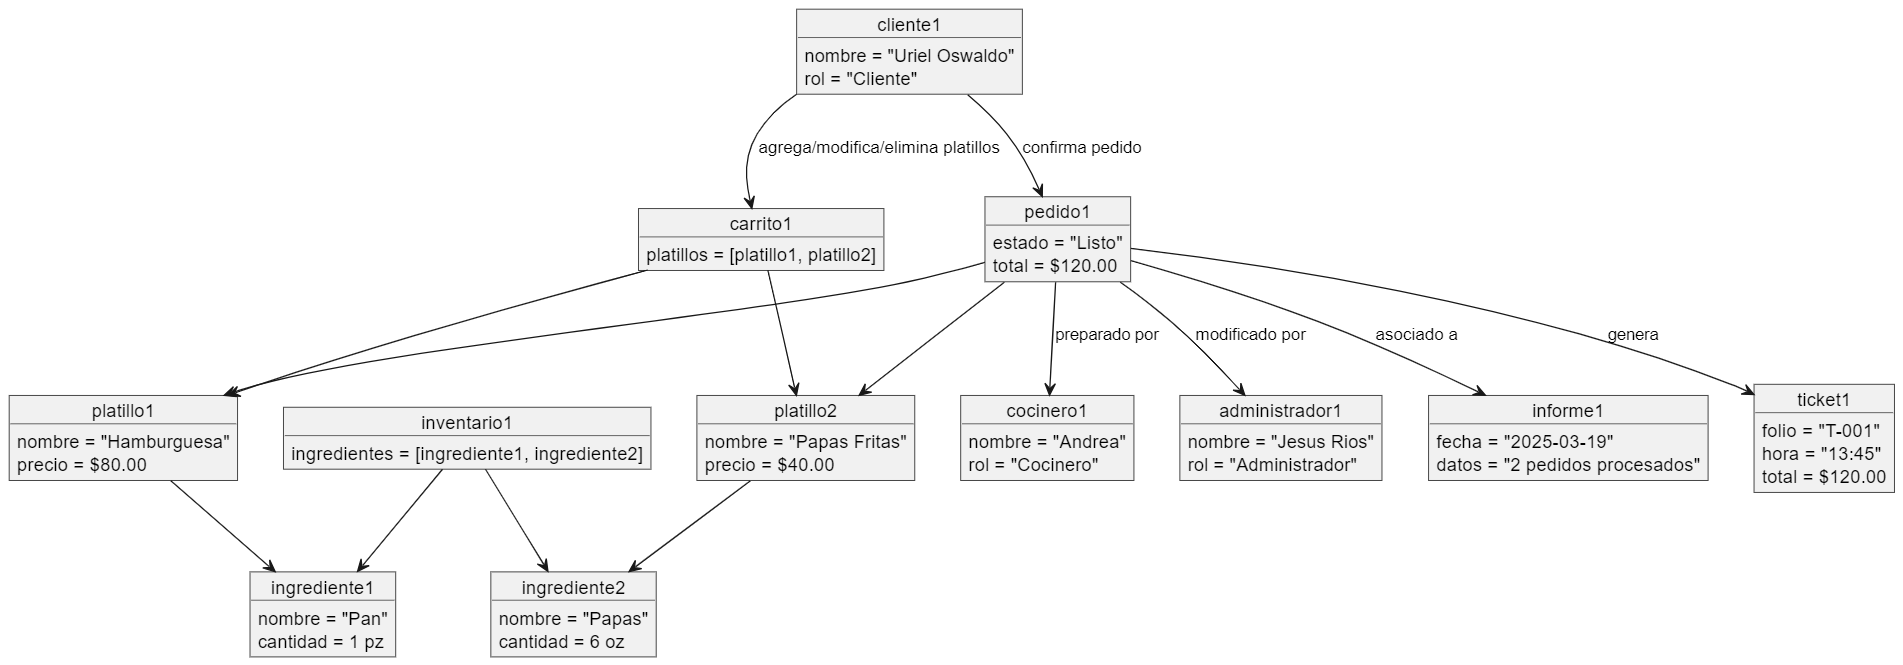 cliente1
nombre = "Uriel Oswaldo"
rol = "Cliente"
agrega/modifica/elimina platillos
confirma pedido
carrito1
platillos = [platillo1, platillo2]
pedido1
estado = "Listo"
total = $120.00
preparado por
modificado por
asociado a
genera
platillo1
nombre = "Hamburguesa"
precio = $80.00
inventario1
ingredientes = [ingrediente1, ingrediente2]
platillo2
nombre = "Papas Fritas"
precio = $40.00
cocinero1
nombre = "Andrea"
rol = "Cocinero"
administrador1
nombre = "Jesus Rios"
rol = "Administrador"
informe1
fecha = "2025-03-19"
datos = "2 pedidos procesados"
ticket1
folio = "T-001"
hora = "13:45"
total = $120.00
ingrediente1
nombre = "Pan"
cantidad = 1 pz
ingrediente2
nombre = "Papas"
cantidad = 6 oz